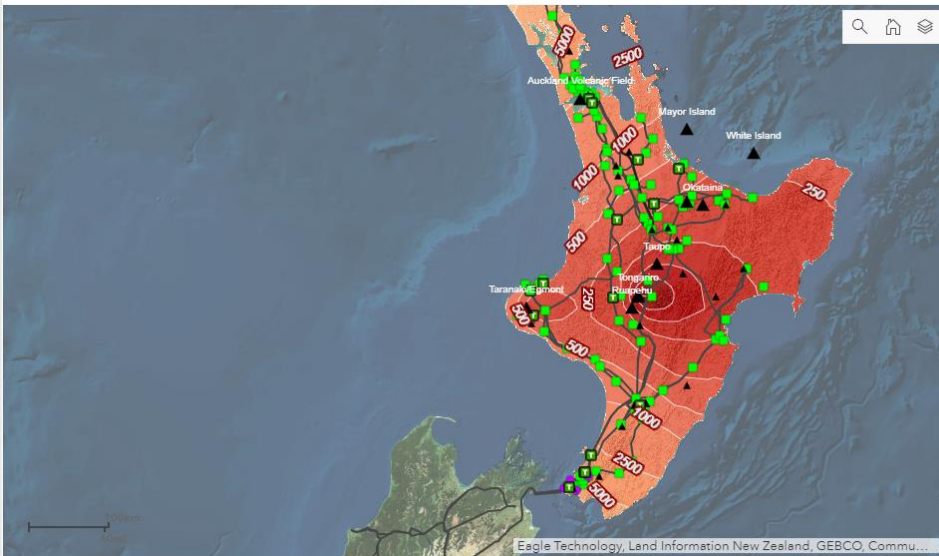 5000
2500
Auckland Volcanic Field
Mayor Island
White Island
1000
1000
Okataina
250
500
Taupo
Tongariro
Taranaki/Egmont
250
Ruapehu
500
500
1000
2500
5000
Eagle Technology, Land Information New Zealand, GEBCO, Commu...